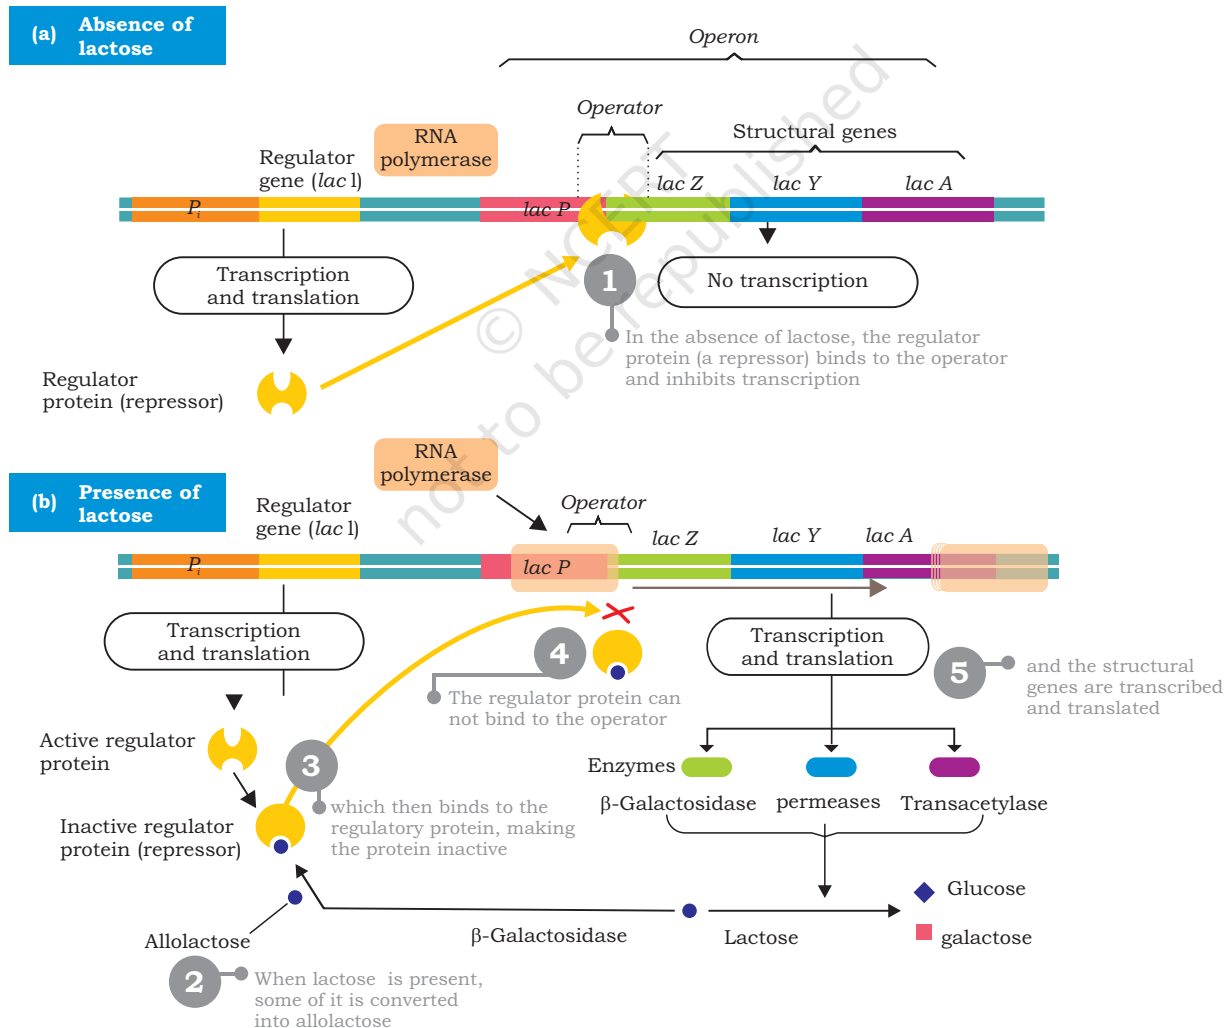 (a) Absence of
lactose
Operon
Operator
Structural genes
RNA
polymerase
Regulator
gene (lac l)
lac Z
lac Y
lac A
Pi
lac P
Transcription
and translation
1
No transcription
In the absence of lactose, the regulator
protein (a repressor) binds to the operator
and inhibits transcription
Regulator
protein (repressor)
© NCERT
not to be republished
RNA
polymerase
(b) Presence of
lactose
Regulator
gene (lac l)
Operator
lac Z
lac Y
lac A
Pi
lac P
Transcription
and translation
4
The regulator protein can
not bind to the operator
Transcription
and translation
5
and the structural
genes are transcribed
and translated
Active regulator
protein
3
which then binds to the
regulatory protein, making
the protein inactive
Enzymes
β-Galactosidase
permeases
Transacetylase
Inactive regulator
protein (repressor)
Allolactose
β-Galactosidase
Lactose
Glucose
galactose
2
When lactose is present,
some of it is converted
into allolactose